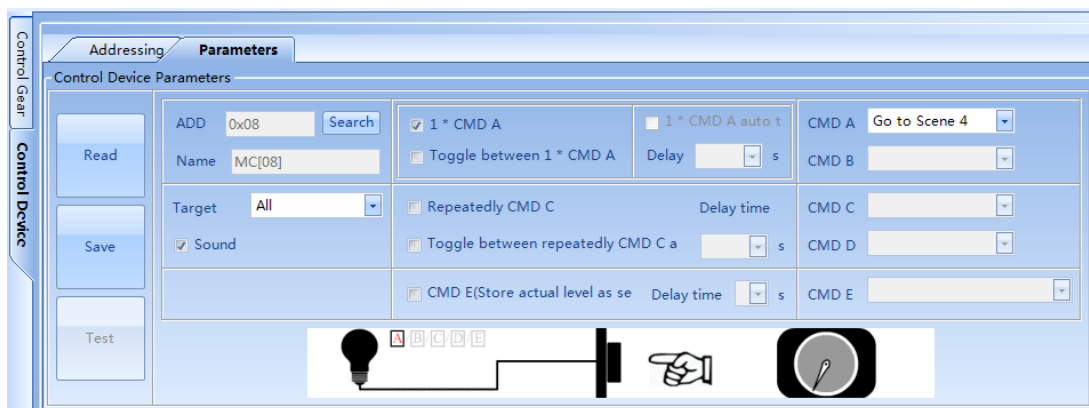 Control Gear
Control Device
Addressing
Parameters
Control Device Parameters
Read
Save
Test
ADD 0x08 Search
Name MC[08]
Target All
Sound
1 * CMD A
Toggle between 1 * CMD A
1 * CMD A auto t
Delay s
Repeatedly CMD C Delay time
Toggle between repeatedly CMD C a s
CMD E(Store actual level as se Delay time s
CMD A Go to Scene 4
CMD B
CMD C
CMD D
CMD E
A/B/C/D/E